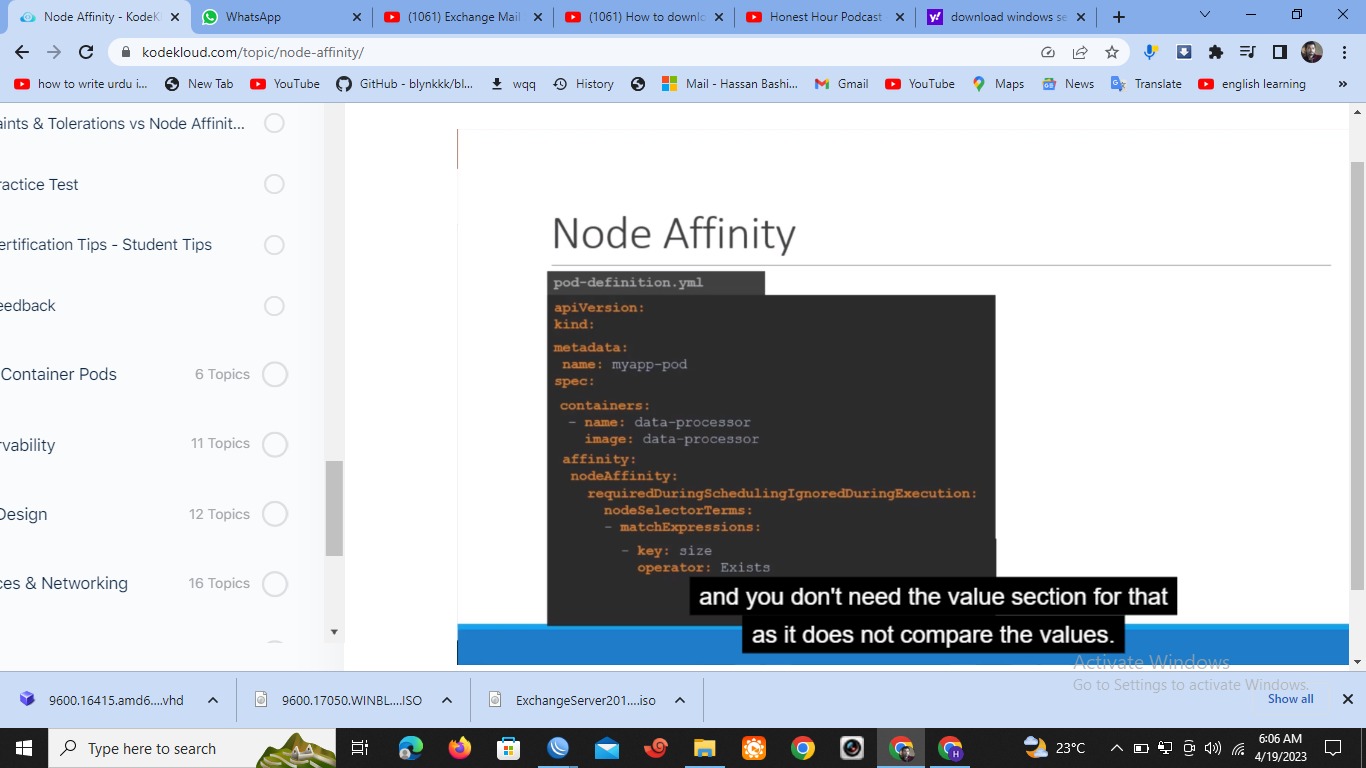 Node Affinity - KodeK
WhatsApp
(1061) Exchange Mail
(1061) How to downlo
Honest Hour Podcast
download windows se
kodekloud.com/topic/node-affinity/
how to write urdu i...
New Tab
YouTube
GitHub - blynkkk/bl...
wqq
History
Mail - Hassan Bashi...
Gmail
YouTube
Maps
News
Translate
english learning
»
aints & Tolerations vs Node Affinit...
ractice Test
ertification Tips - Student Tips
eedback
Container Pods 6 Topics
rvability 11 Topics
Design 12 Topics
ces & Networking 16 Topics
Node Affinity
pod-definition.yml
apiVersion:
kind:
metadata:
name: myapp-pod
spec:
containers:
- name: data-processor
image: data-processor
affinity:
nodeAffinity:
requiredDuringSchedulingIgnoredDuringExecution:
nodeSelectorTerms:
- matchExpressions:
- key: size
operator: Exists
and you don't need the value section for that
as it does not compare the values.
Activate Windows
Go to Settings to activate Windows.
9600.16415.amd6....vhd
9600.17050.WINBL....ISO
ExchangeServer201....iso
Show all
Type here to search
H
23°C
6:06 AM
4/19/2023